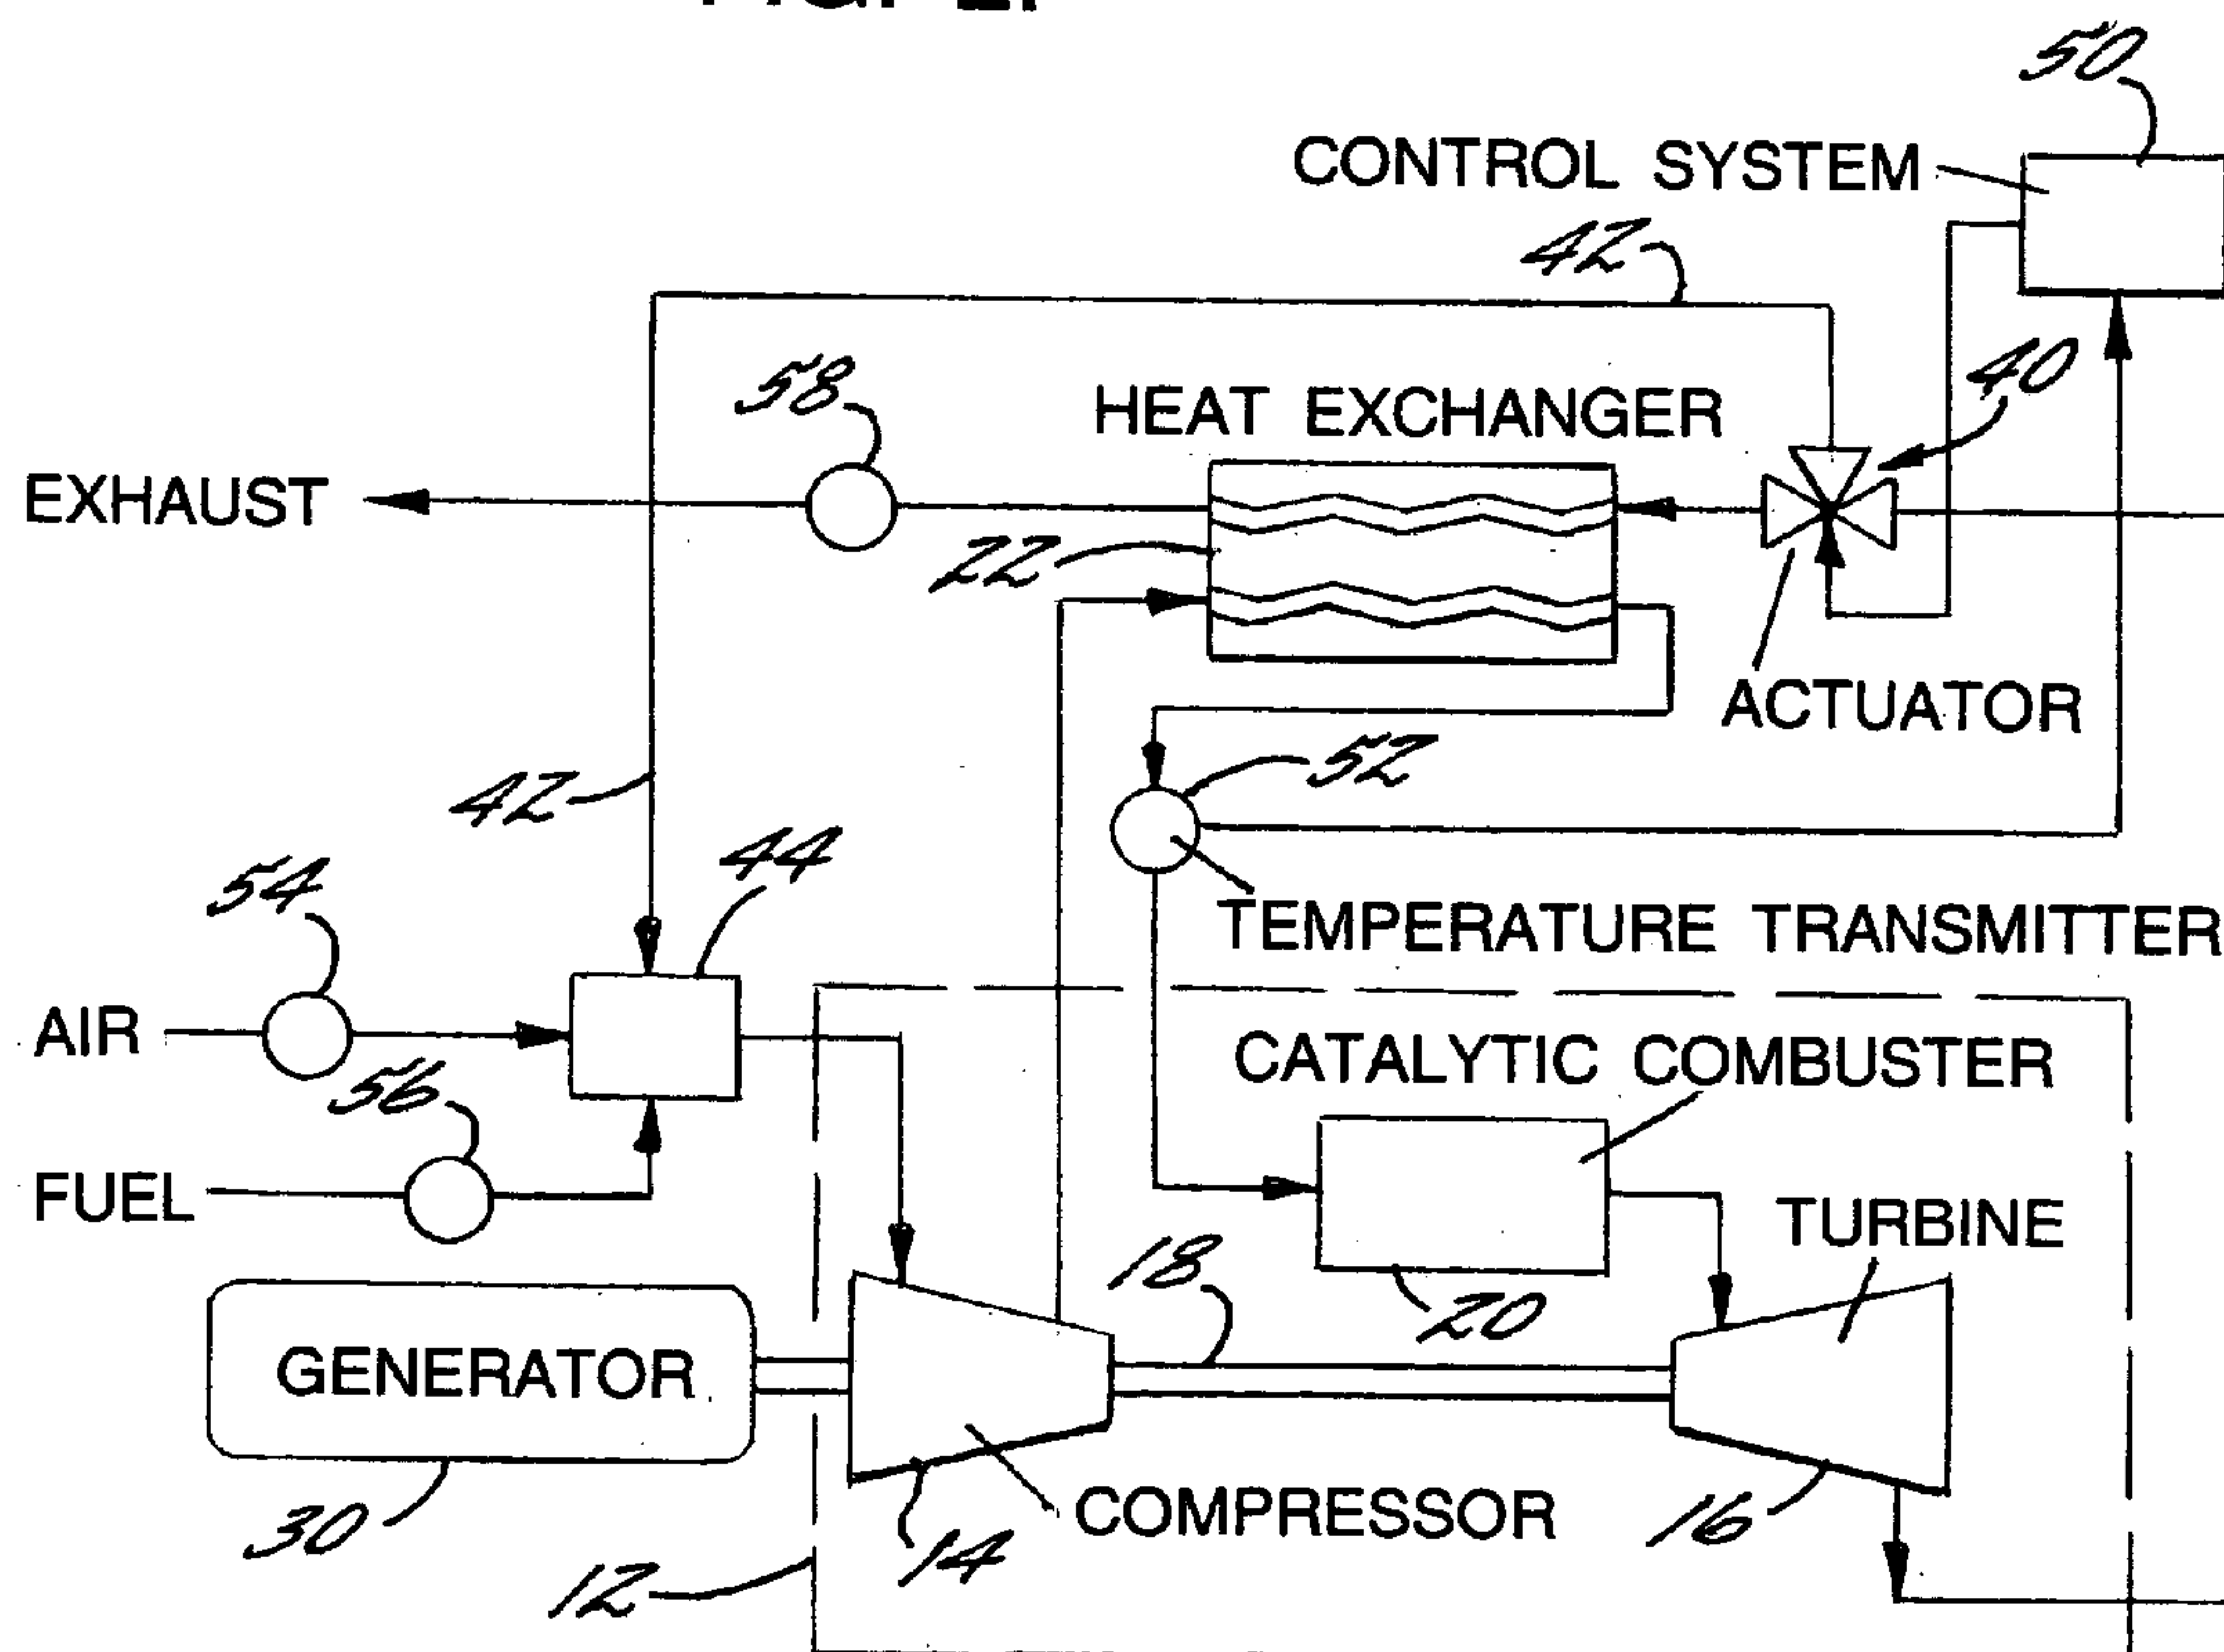 50
CONTROL SYSTEM
42
40
58
HEAT EXCHANGER
EXHAUST
22
ACTUATOR
52
42
44
54
TEMPERATURE TRANSMITTER
AIR
CATALYTIC COMBUSTER
56
FUEL
TURBINE
18
20
GENERATOR
COMPRESSOR
30
14
16
12